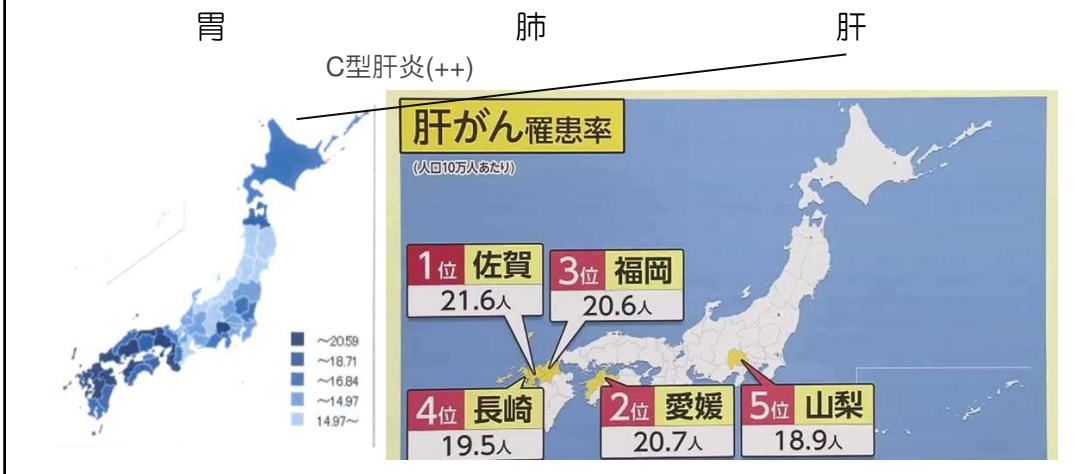 胃 肺 肝
C型肝炎(++)
肝がん罹患率
(人口10万人あたり)
1位 佐賀
21.6人
3位 福岡
20.6人
～20.59
～18.71
～16.84
～14.97
14.97～
4位 長崎
19.5人
2位 愛媛
20.7人
5位 山梨
18.9人